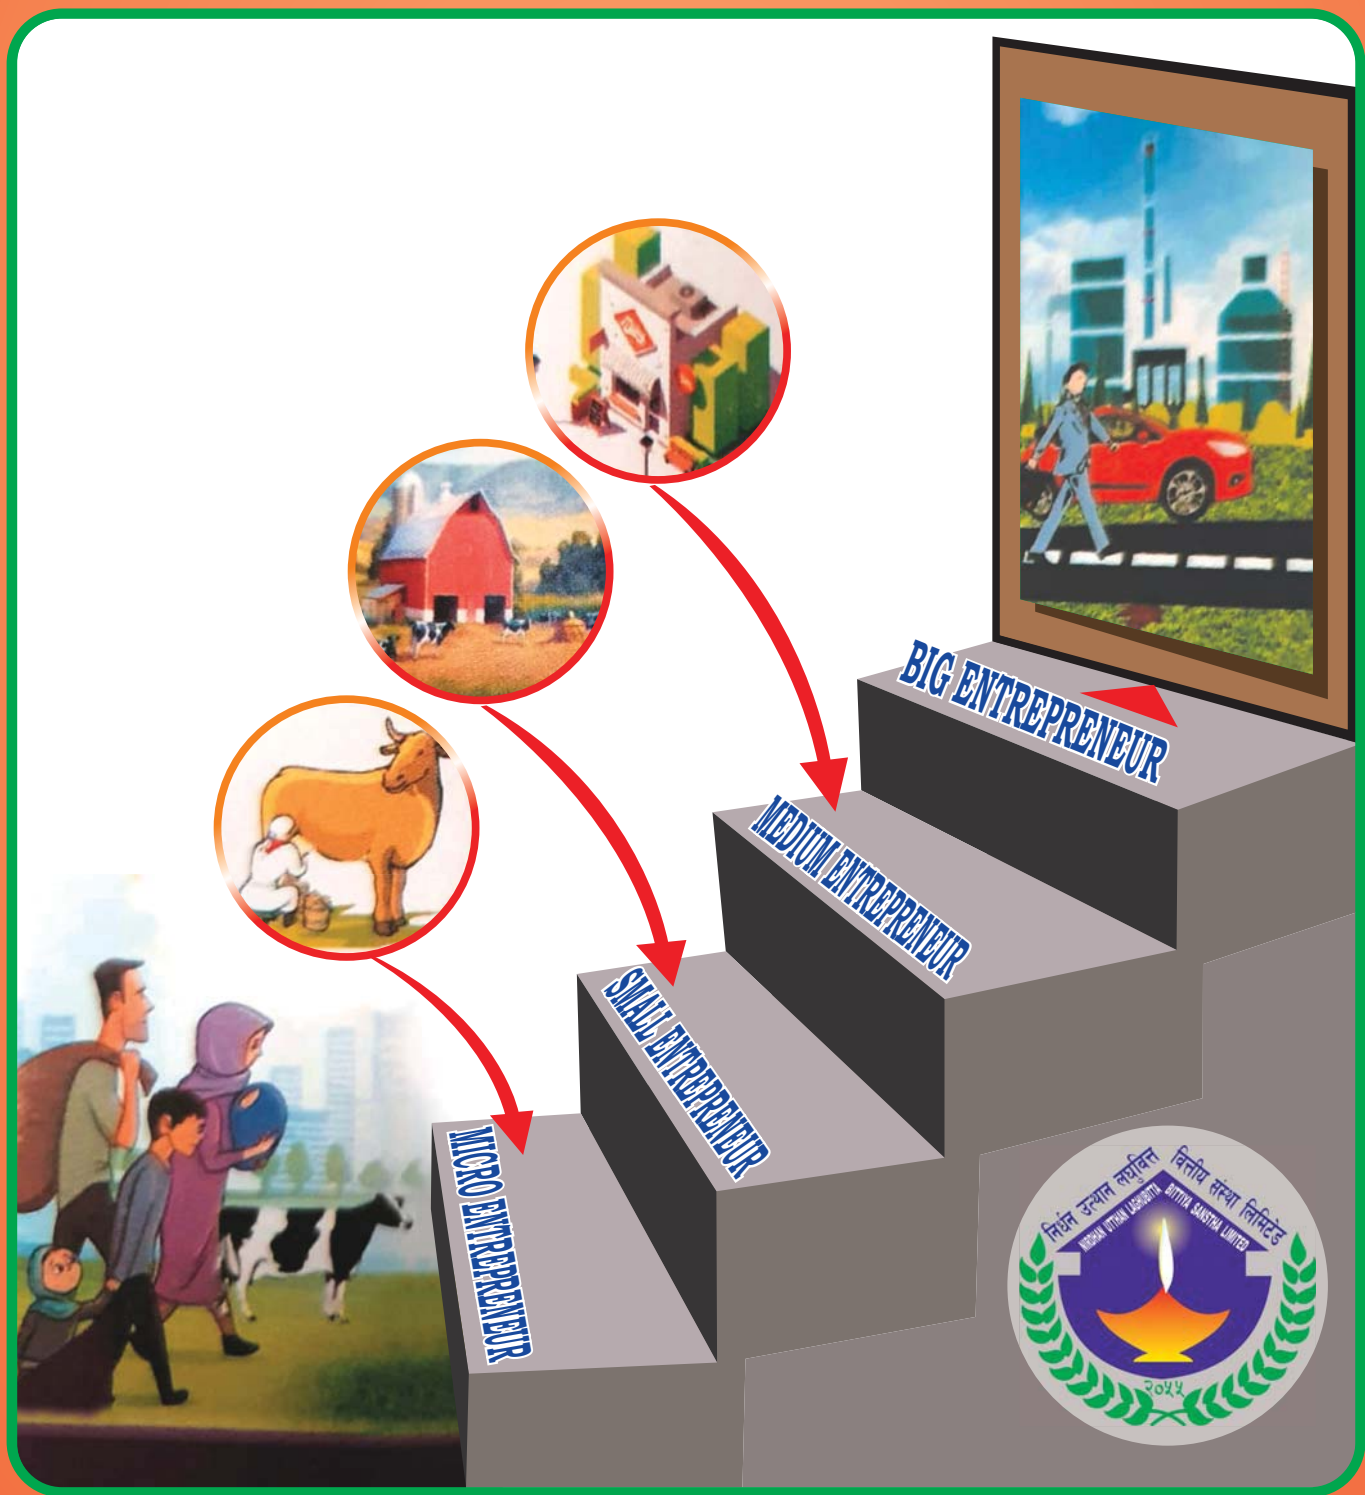 BIG ENTREPRENEUR
MEDIUM ENTREPRENEUR
SMALL ENTREPRENEUR
MICRO ENTREPRENEUR
निर्धन उत्थान लघुवित्त वित्तीय संस्था लिमिटेड
NIRDHAN UTTHAN LAGHUBITTA BITTIYA SANSTHA LIMITED
२०५५